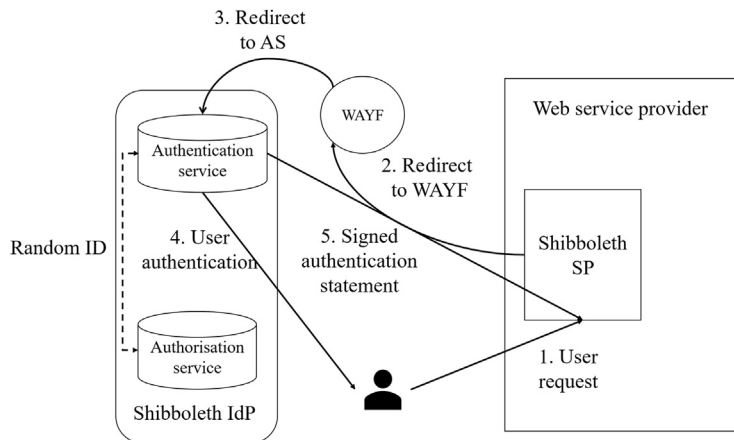 3. Redirect
to AS
WAYF
Web service provider
Authentication
service
2. Redirect
to WAYF
Random ID
4. User
authentication
5. Signed
authentication
statement
Shibboleth
SP
Authorisation
service
1. User
request
Shibboleth IdP